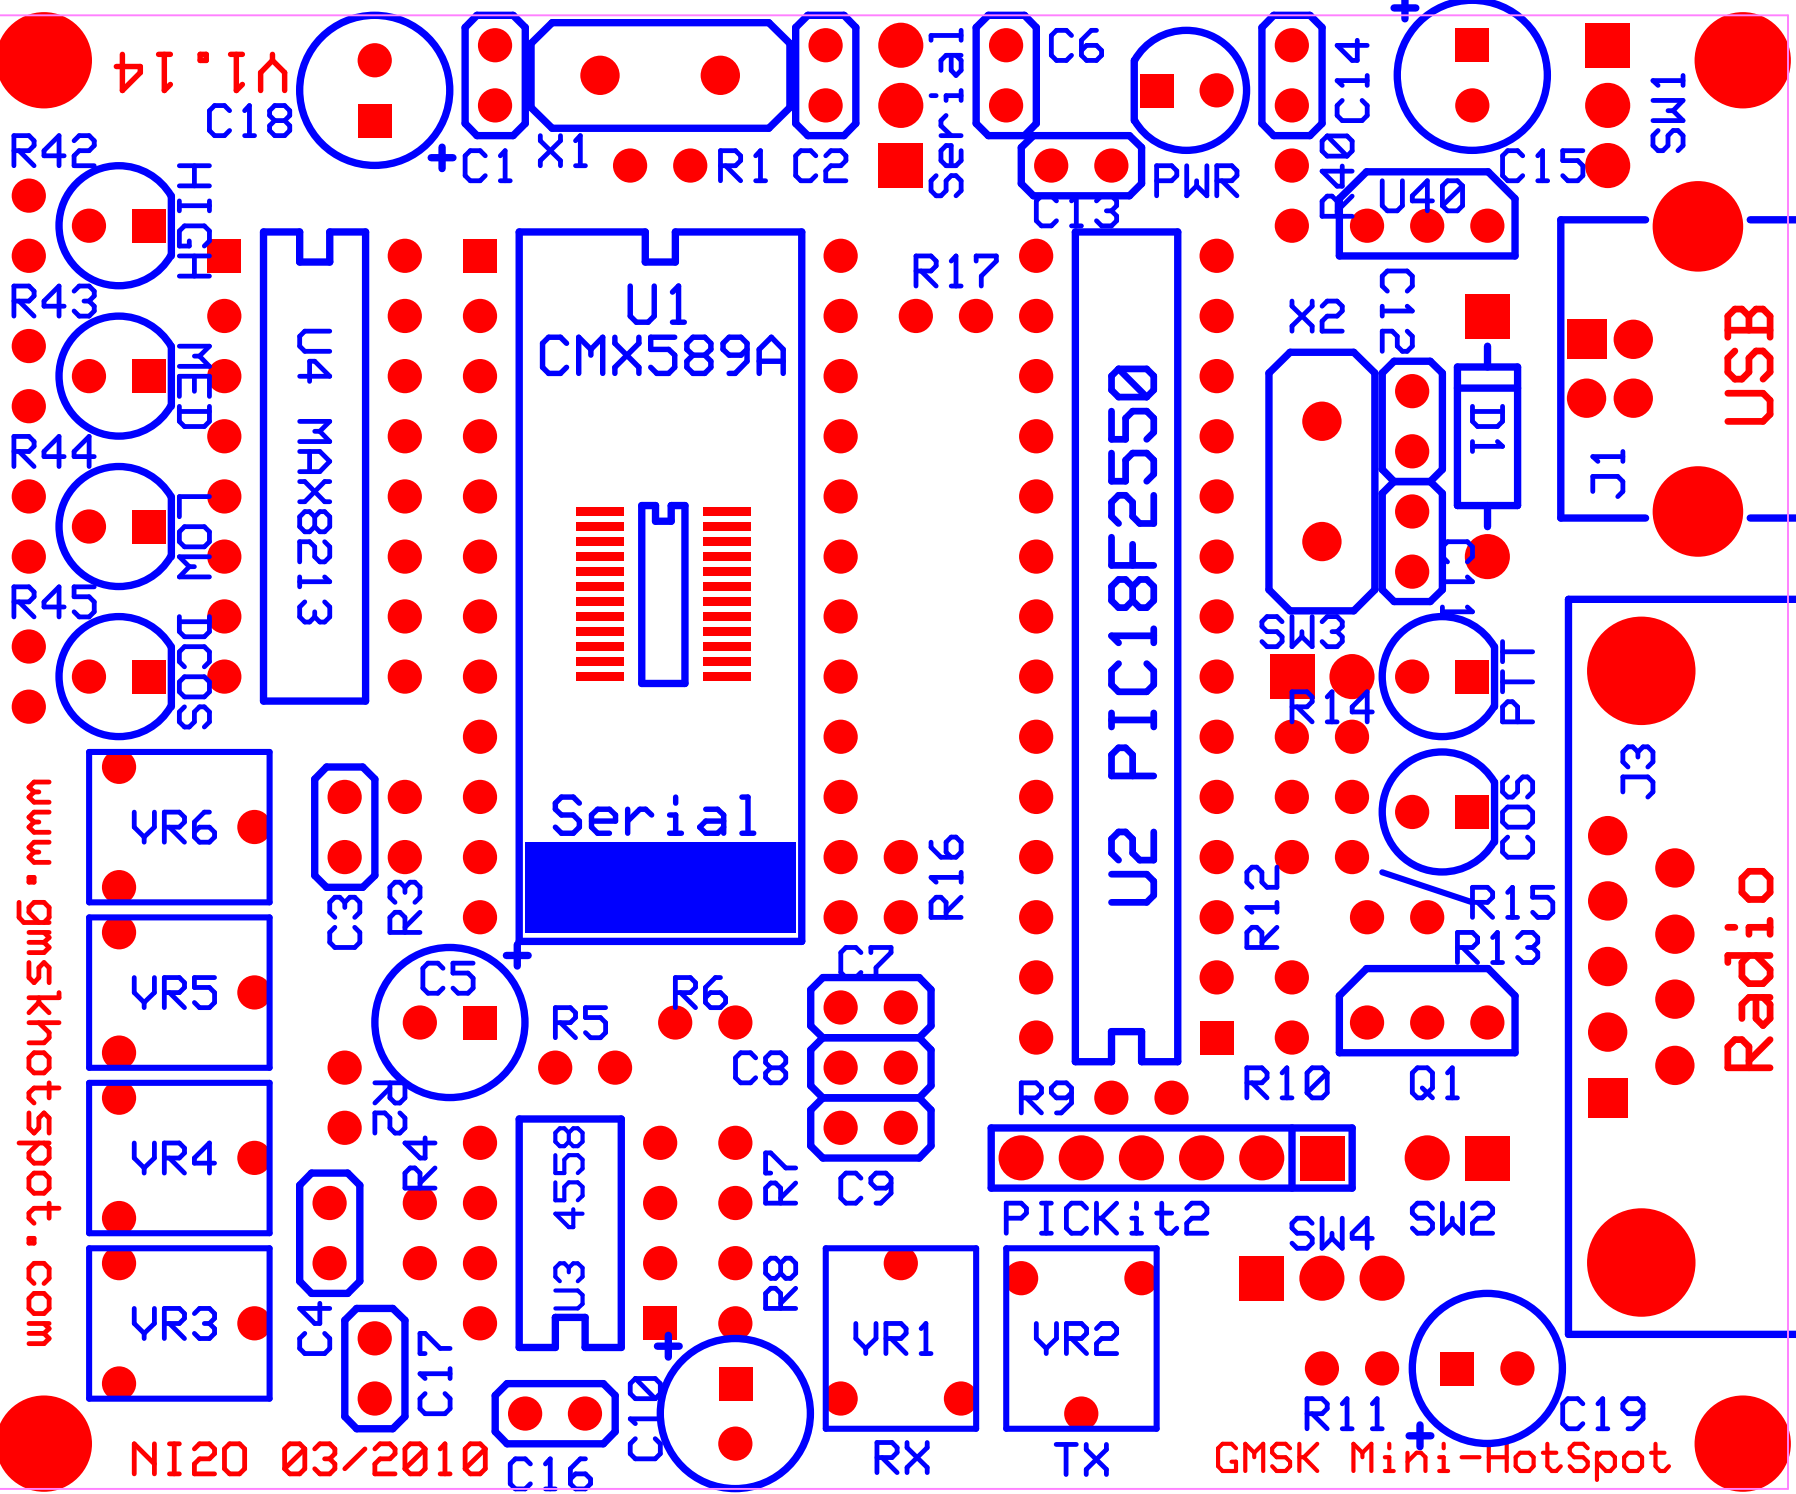 V1.14
C18
C1
X1
R1
C2
Serial
C6
C13
PWR
C14
R40
U40
C15
SW1
R42
HIGH
R43
MED
R44
LOW
R45
DCOS
U4 MAX8213
U1
CMX589A
Serial
R17
U2 PIC18F2550
X2
C12
D1
C11
USB
J1
SW3
R14
PTT
COS
J3
R12
R15
R13
R16
Radio
www.gmskhotspot.com
VR6
VR5
VR4
VR3
C3
R3
C5
R5
R6
C7
C8
C9
R2
R4
R9
R10
Q1
U3 4558
R7
R8
PICKit2
SW4
SW2
C4
C17
C16
C10
VR1
RX
VR2
TX
R11
C19
NI2O 03/2010
GMSK Mini-HotSpot